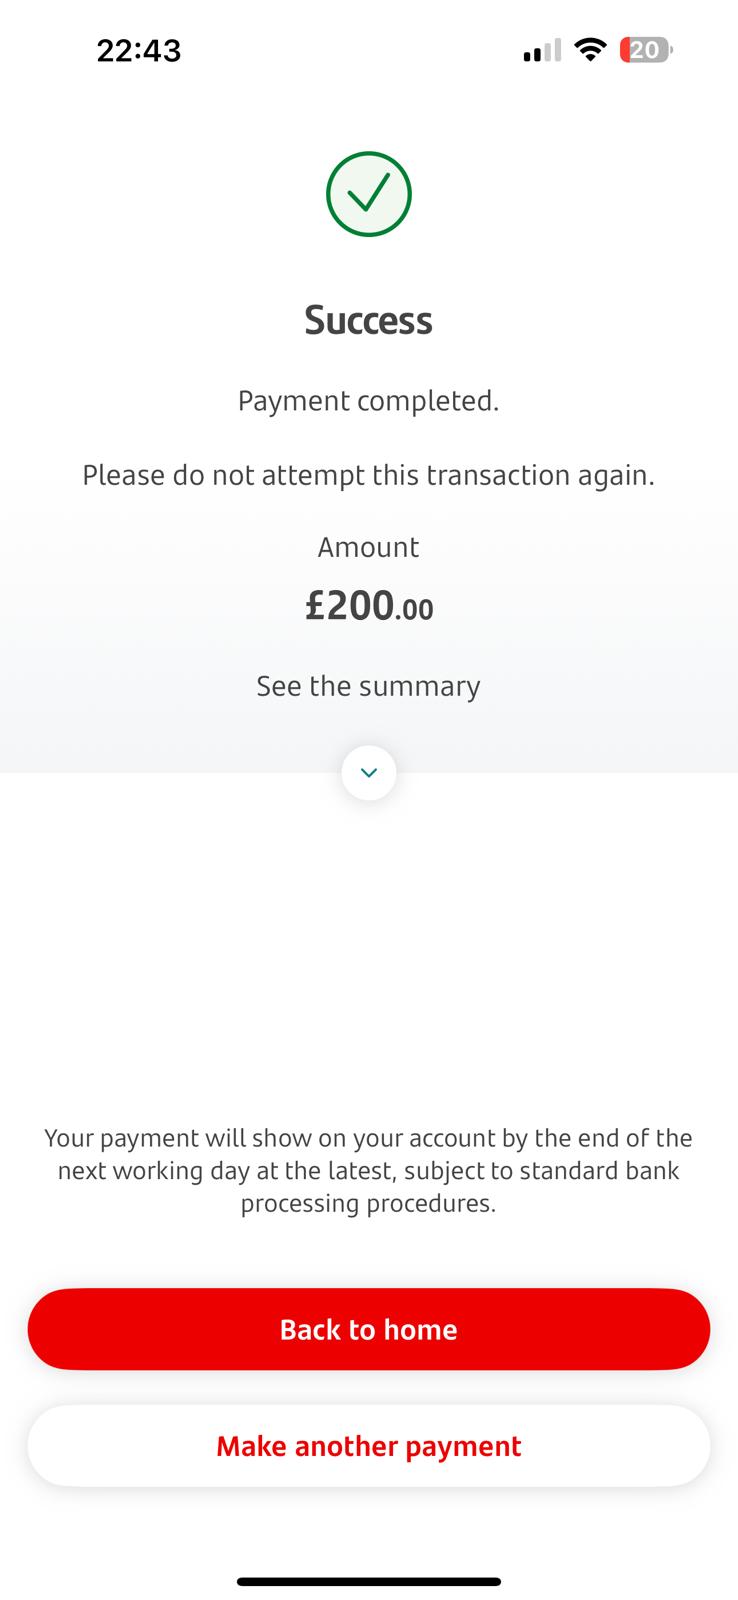 22:43
20
Success
Payment completed.
Please do not attempt this transaction again.
Amount
£200.00
See the summary
Your payment will show on your account by the end of the
next working day at the latest, subject to standard bank
processing procedures.
Back to home
Make another payment